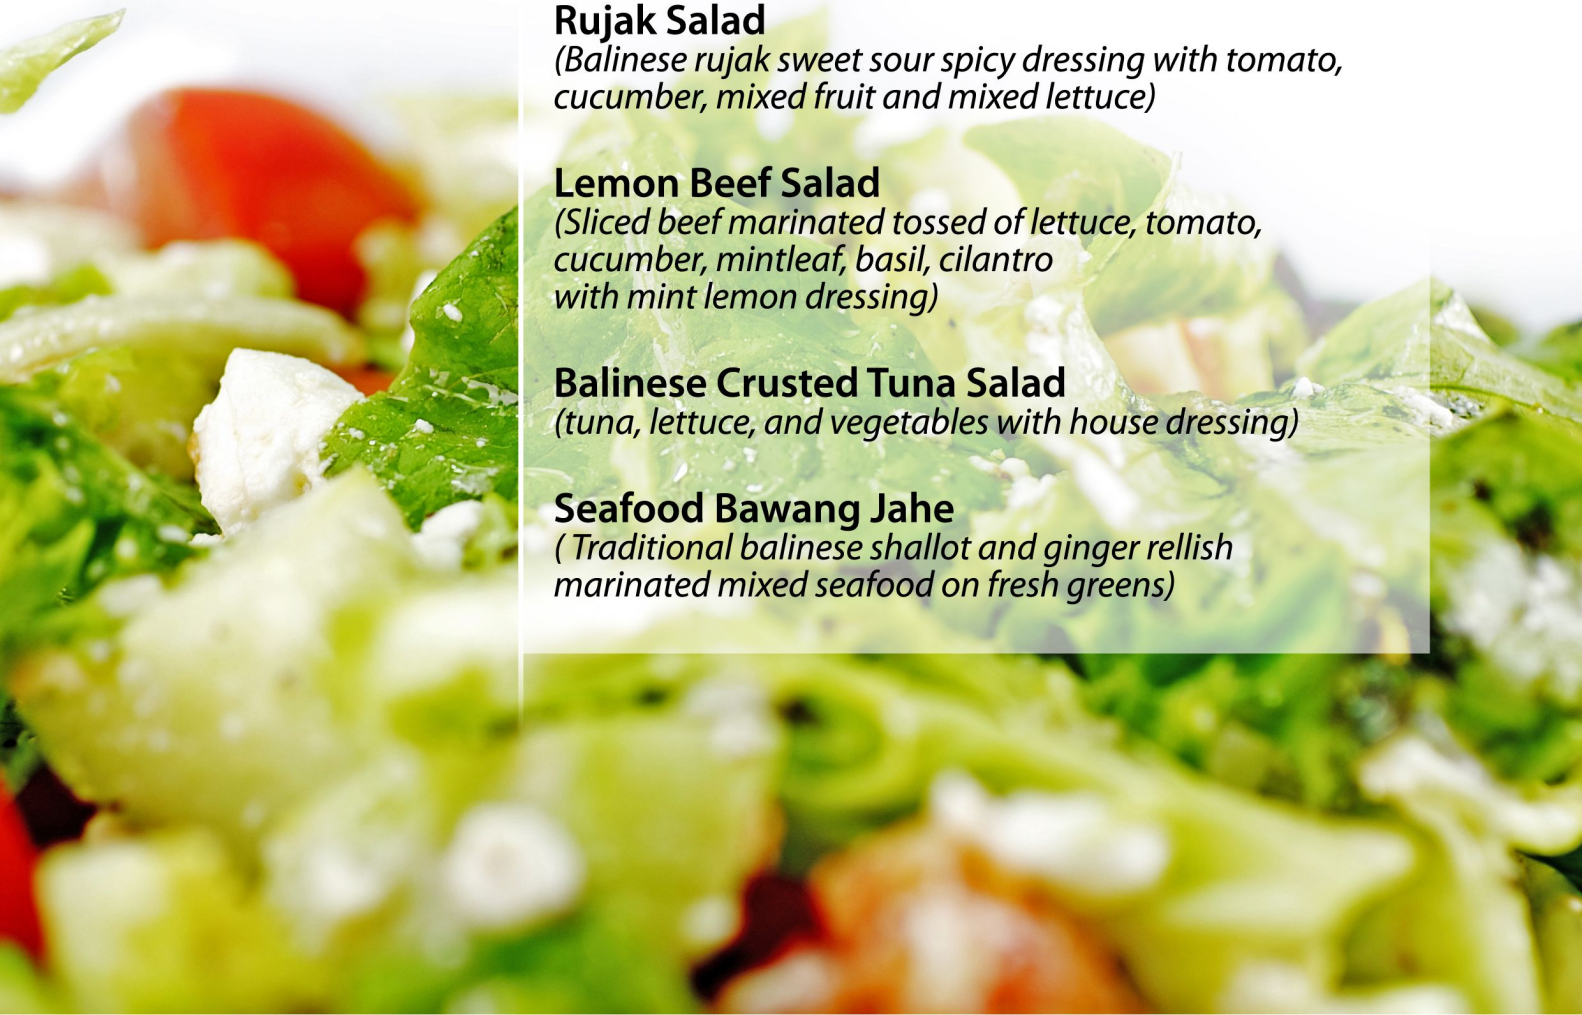 Rujak Salad
(Balinese rujak sweet sour spicy dressing with tomato,
cucumber, mixed fruit and mixed lettuce)
Lemon Beef Salad
(Sliced beef marinated tossed of lettuce, tomato,
cucumber, mintleaf, basil, cilantro
with mint lemon dressing)
Balinese Crusted Tuna Salad
(tuna, lettuce, and vegetables with house dressing)
Seafood Bawang Jahe
( Traditional balinese shallot and ginger rellish
marinated mixed seafood on fresh greens)